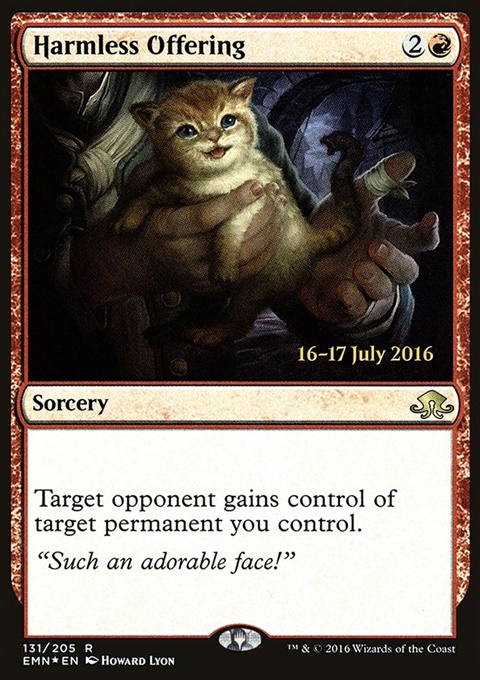 Harmless Offering 2
16–17 July 2016
Sorcery
Target opponent gains control of
target permanent you control.
“Such an adorable face!”
131/205 R
EMN★EN Howard Lyon
™ & © 2016 Wizards of the Coast